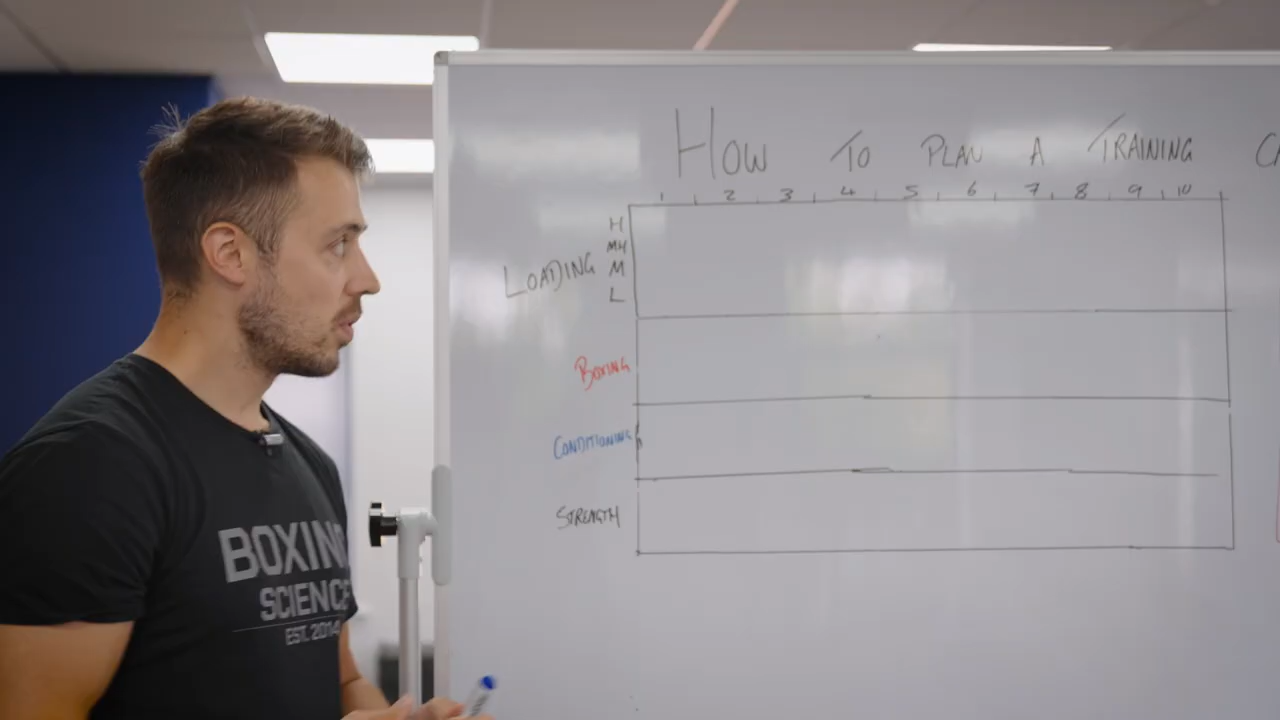 HOW TO PLAN A TRAINING
1 2 3 4 5 6 7 8 9 10
H
MH
LOADING M
L
BOXING
CONDITIONING
STRENGTH
BOXING
SCIENCE
EST. 2014